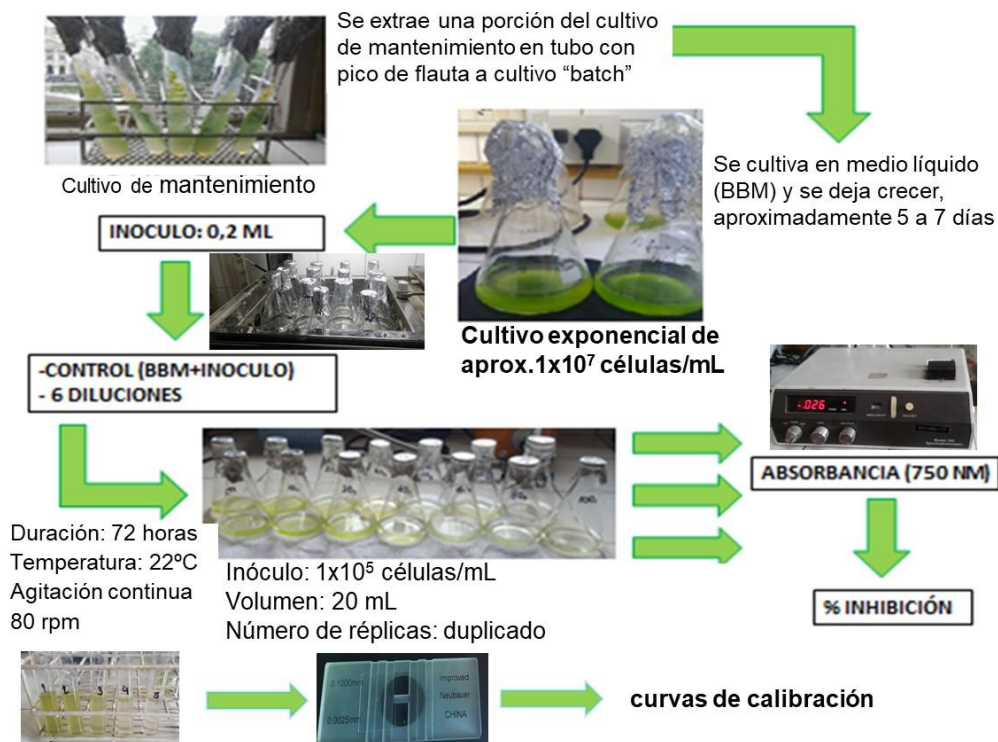 Se extrae una porción del cultivo
de mantenimiento en tubo con
pico de flauta a cultivo “batch”
Cultivo de mantenimiento
Se cultiva en medio líquido
(BBM) y se deja crecer,
aproximadamente 5 a 7 días
INOCULO: 0,2 ML
Cultivo exponencial de
aprox.1x10⁷ células/mL
-CONTROL (BBM+INOCULO)
- 6 DILUCIONES
-.026
ABSORBANCIA (750 NM)
Duración: 72 horas
Temperatura: 22ºC
Agitación continua
80 rpm
Inóculo: 1x10⁵ células/mL
Volumen: 20 mL
Número de réplicas: duplicado
% INHIBICIÓN
0.1000mm
Improved
Neubauer
0.0025mm
CHINA
curvas de calibración